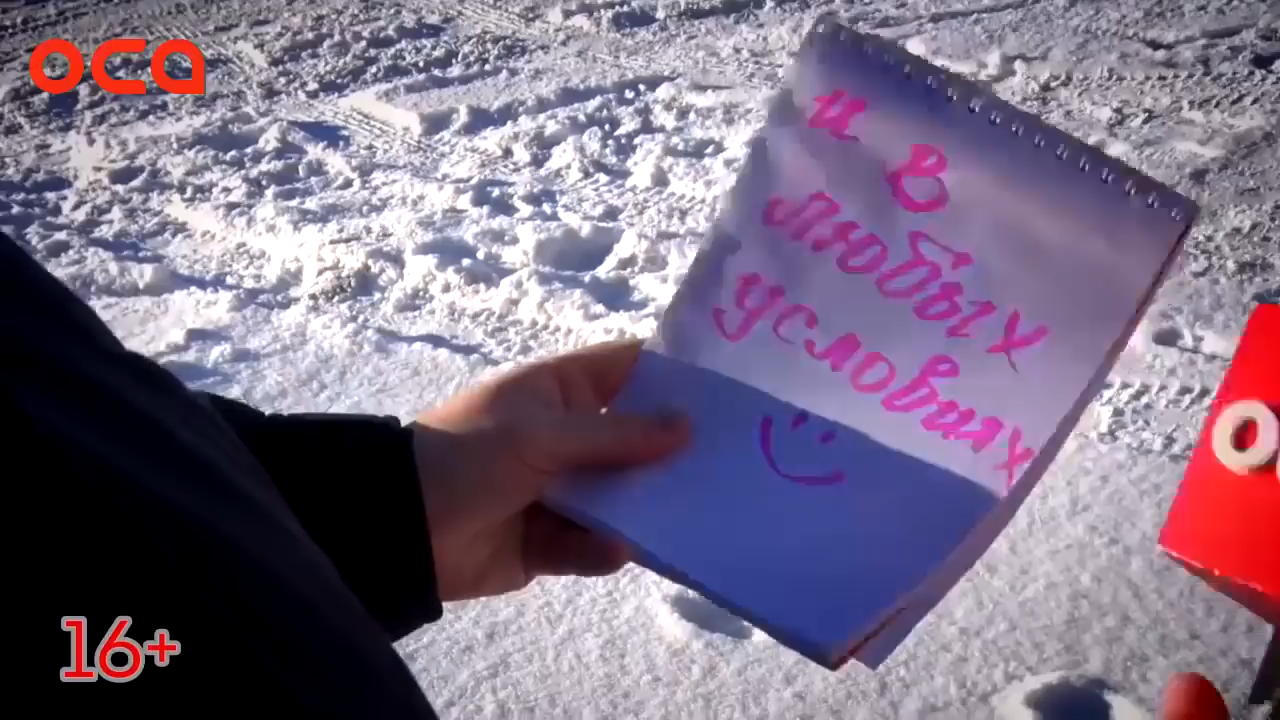 оса
и в
любых
условиях
16+